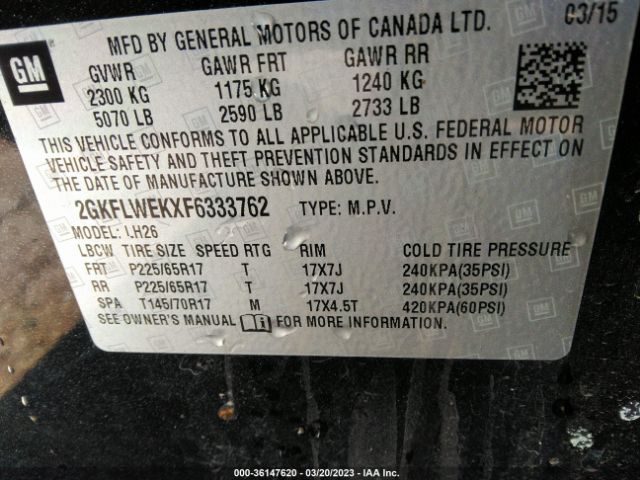 GM
MFD BY GENERAL MOTORS OF CANADA LTD. 03/15
GVWR GAWR FRT GAWR RR
2300 KG 1175 KG 1240 KG
5070 LB 2590 LB 2733 LB
THIS VEHICLE CONFORMS TO ALL APPLICABLE U.S. FEDERAL MOTOR
VEHICLE SAFETY AND THEFT PREVENTION STANDARDS IN EFFECT ON
THE DATE OF MANUFACTURE SHOWN ABOVE.
2GKFLWEKXF6333762 TYPE: M.P.V.
MODEL: LH26
LBCW TIRE SIZE SPEED RTG RIM COLD TIRE PRESSURE
FRT P225/65R17 T 17X7J 240KPA(35PSI)
RR P225/65R17 T 17X7J 240KPA(35PSI)
SPA T145/70R17 M 17X4.5T 420KPA(60PSI)
SEE OWNER'S MANUAL FOR MORE INFORMATION.
000-36147620 - 03/20/2023 - IAA Inc.